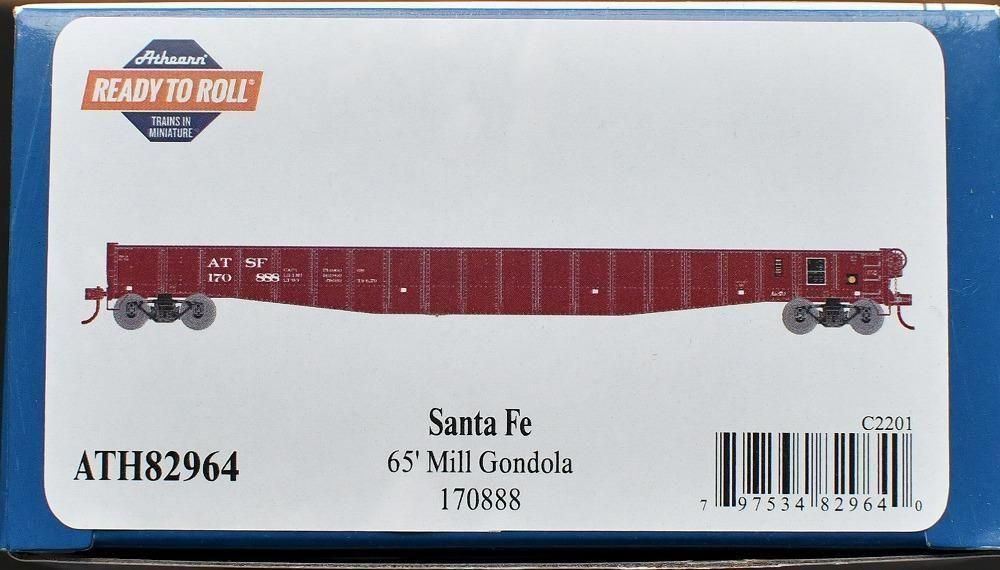 Athearn®
READY TO ROLL®
TRAINS IN
MINIATURE™
AT SF
170 888
Santa Fe
65' Mill Gondola
170888
ATH82964
C2201
7 97534 82964 0